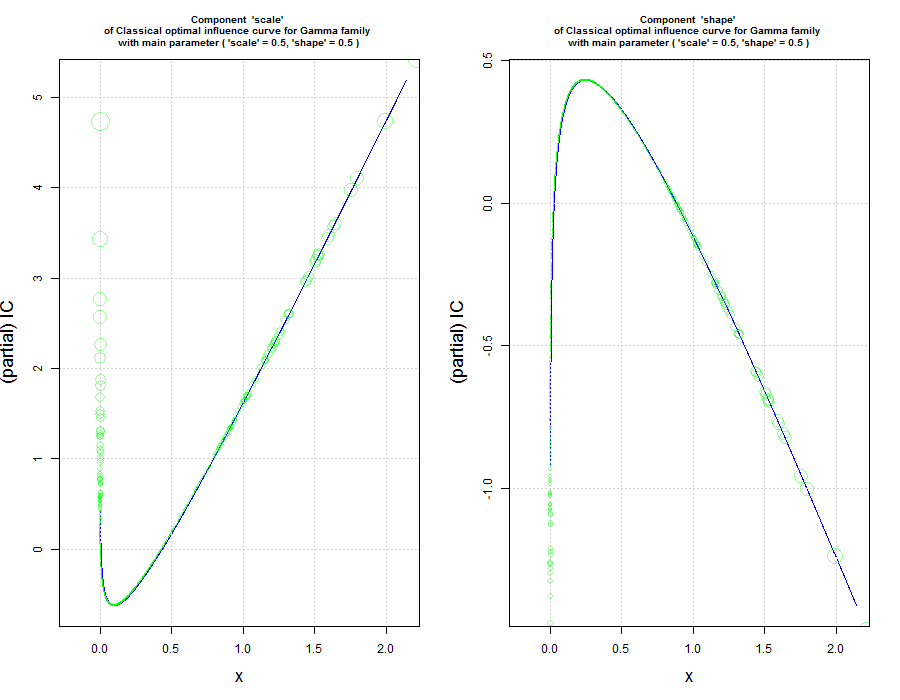 Component 'scale'
of Classical optimal influence curve for Gamma family
with main parameter ( 'scale' = 0.5, 'shape' = 0.5 )
(partial) IC
5
4
3
2
1
0
0.0 0.5 1.0 1.5 2.0
x
Component 'shape'
of Classical optimal influence curve for Gamma family
with main parameter ( 'scale' = 0.5, 'shape' = 0.5 )
(partial) IC
0.5
0.0
-0.5
-1.0
0.0 0.5 1.0 1.5 2.0
x